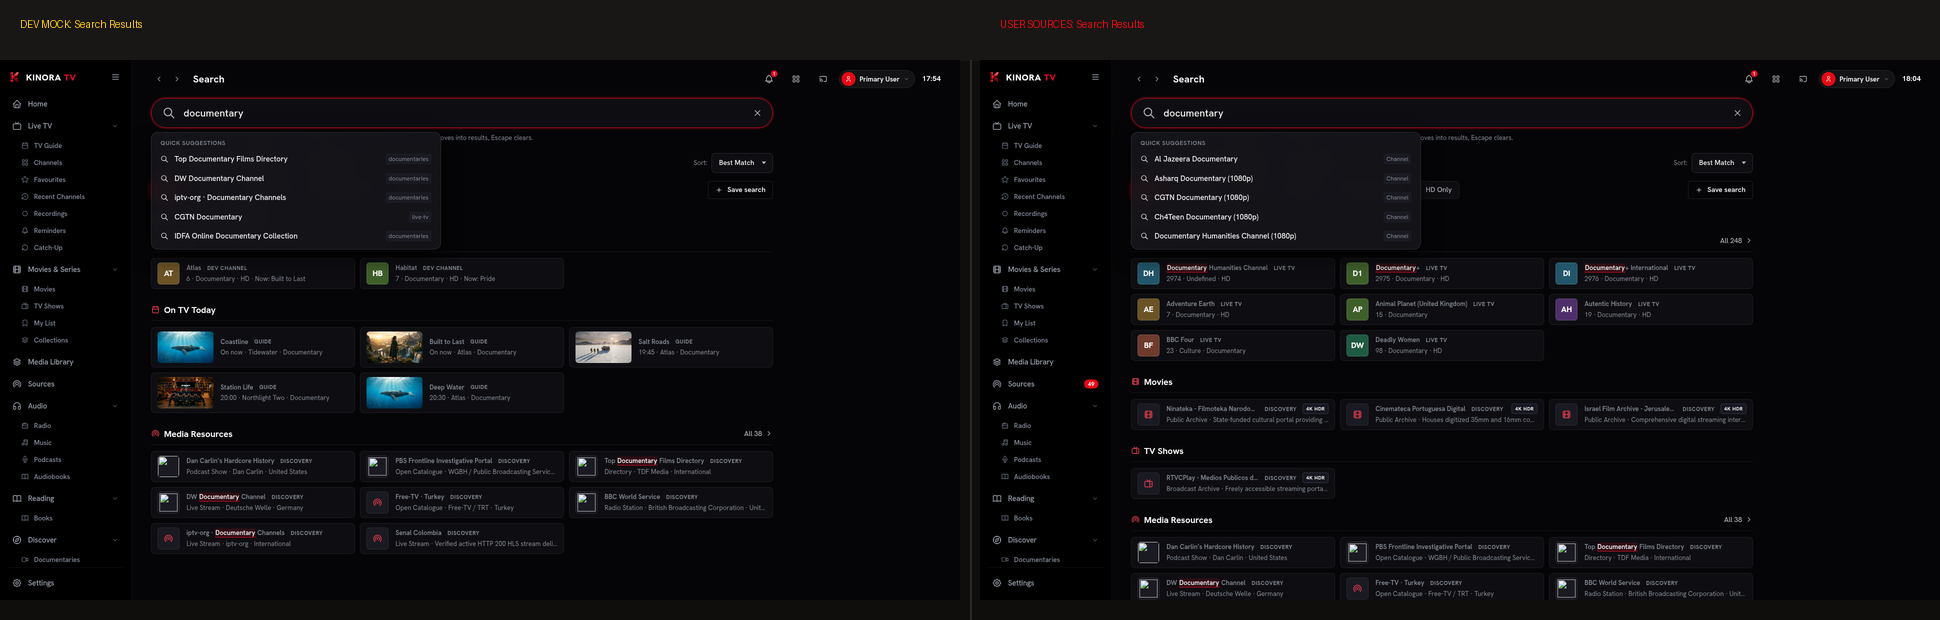 DEV MOCK: Search Results
KINORA TV
Search
1
Primary User
17:54
Home
Live TV
TV Guide
Channels
Favourites
Recent Channels
Recordings
Reminders
Catch-Up
Movies & Series
Movies
TV Shows
My List
Collections
Media Library
Sources
Audio
Radio
Music
Podcasts
Audiobooks
Reading
Books
Discover
Documentaries
Settings
documentary
oves into results, Escape clears.
QUICK SUGGESTIONS
Top Documentary Films Directory documentaries
DW Documentary Channel documentaries
iptv-org · Documentary Channels documentaries
CGTN Documentary live-tv
IDFA Online Documentary Collection documentaries
Sort: Best Match
+ Save search
AT Atlas DEV CHANNEL
6 · Documentary · HD · Now: Built to Last
HB Habitat DEV CHANNEL
7 · Documentary · HD · Now: Pride
On TV Today
Coastline GUIDE
On now · Tidewater · Documentary
Built to Last GUIDE
On now · Atlas · Documentary
Salt Roads GUIDE
19:45 · Atlas · Documentary
Station Life GUIDE
20:00 · Northlight Two · Documentary
Deep Water GUIDE
20:30 · Atlas · Documentary
Media Resources
All 38
Dan Carlin's Hardcore History DISCOVERY
Podcast Show · Dan Carlin · United States
PBS Frontline Investigative Portal DISCOVERY
Open Catalogue · WGBH / Public Broadcasting Servic...
Top Documentary Films Directory DISCOVERY
Directory · TDF Media · International
DW Documentary Channel DISCOVERY
Live Stream · Deutsche Welle · Germany
Free-TV · Turkey DISCOVERY
Open Catalogue · Free-TV / TRT · Turkey
BBC World Service DISCOVERY
Radio Station · British Broadcasting Corporation · Unit...
iptv-org · Documentary Channels DISCOVERY
Live Stream · iptv-org · International
Senal Colombia DISCOVERY
Live Stream · Verified active HTTP 200 HLS stream deli...
USER SOURCES: Search Results
KINORA TV
Search
1
Primary User
18:04
Home
Live TV
TV Guide
Channels
Favourites
Recent Channels
Recordings
Reminders
Catch-Up
Movies & Series
Movies
TV Shows
My List
Collections
Media Library
Sources 49
Audio
Radio
Music
Podcasts
Audiobooks
Reading
Books
Discover
Documentaries
Settings
documentary
oves into results, Escape clears.
QUICK SUGGESTIONS
Al Jazeera Documentary Channel
Asharq Documentary (1080p) Channel
CGTN Documentary (1080p) Channel
Ch4Teen Documentary (1080p) Channel
Documentary Humanities Channel (1080p) Channel
Sort: Best Match
HD Only
+ Save search
All 248
DH Documentary Humanities Channel LIVE TV
2974 · Undefined · HD
D1 Documentary+ LIVE TV
2975 · Documentary · HD
DI Documentary+ International LIVE TV
2976 · Documentary · HD
AE Adventure Earth LIVE TV
7 · Documentary · HD
AP Animal Planet (United Kingdom) LIVE TV
15 · Documentary
AH Autentic History LIVE TV
19 · Documentary · HD
BF BBC Four LIVE TV
23 · Culture · Documentary
DW Deadly Women LIVE TV
98 · Documentary · HD
Movies
Ninateka - Filmoteka Narodo... DISCOVERY 4K HDR
Public Archive · State-funded cultural portal providing ...
Cinemateca Portuguesa Digital DISCOVERY 4K HDR
Public Archive · Houses digitized 35mm and 16mm co...
Israel Film Archive - Jerusale... DISCOVERY 4K HDR
Public Archive · Comprehensive digital streaming inter...
TV Shows
RTVCPlay - Medios Publicos d... DISCOVERY 4K HDR
Broadcast Archive · Freely accessible streaming porta...
Media Resources
All 38
Dan Carlin's Hardcore History DISCOVERY
Podcast Show · Dan Carlin · United States
PBS Frontline Investigative Portal DISCOVERY
Open Catalogue · WGBH / Public Broadcasting Servic...
Top Documentary Films Directory DISCOVERY
Directory · TDF Media · International
DW Documentary Channel DISCOVERY
Live Stream · Deutsche Welle · Germany
Free-TV · Turkey DISCOVERY
Open Catalogue · Free-TV / TRT · Turkey
BBC World Service DISCOVERY
Radio Station · British Broadcasting Corporation · Unit...